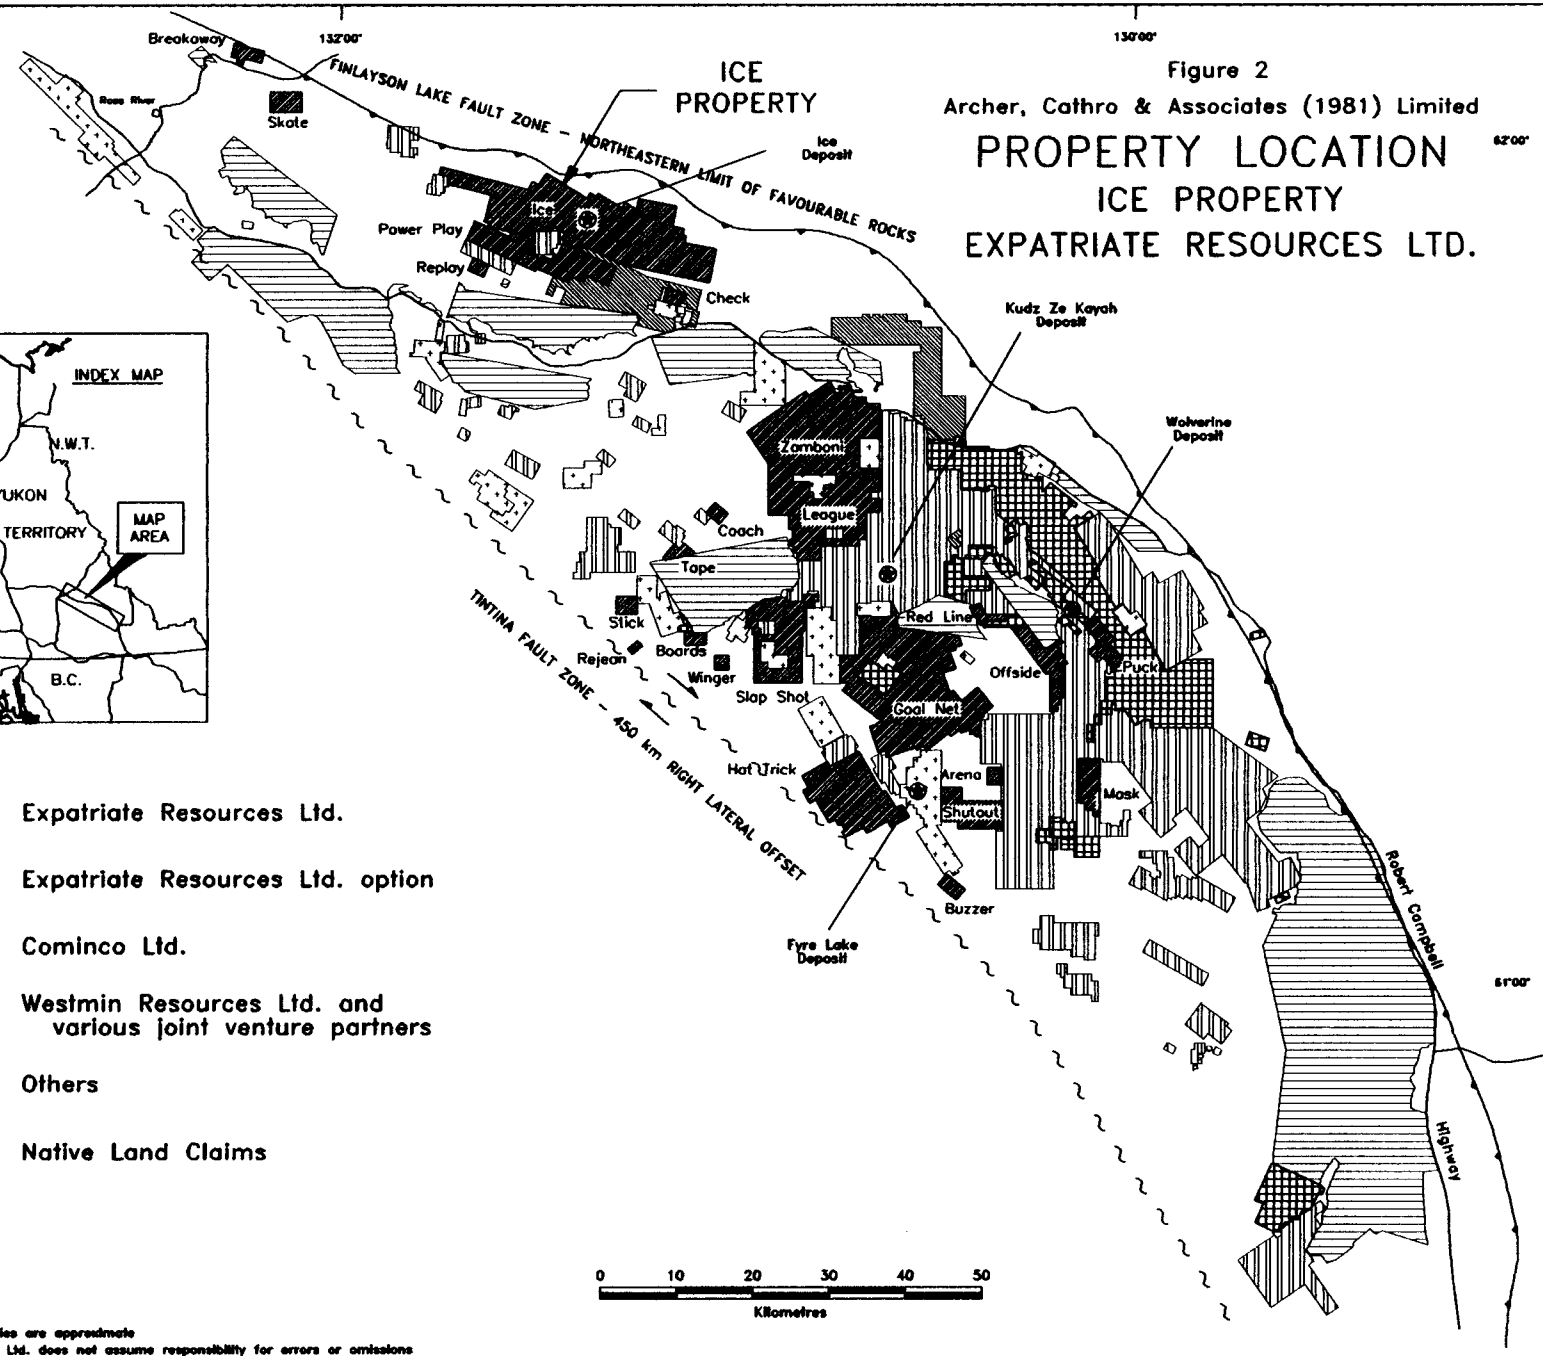 132°00'
130°00'
62°00'
61°00'
Figure 2
Archer, Cathro & Associates (1981) Limited
PROPERTY LOCATION
ICE PROPERTY
EXPATRIATE RESOURCES LTD.
ICE
PROPERTY
FINLAYSON LAKE FAULT ZONE - NORTHEASTERN LIMIT OF FAVOURABLE ROCKS
Breakaway
Ross River
Skate
Ice
Deposit
Ice
Power Play
Replay
Check
Kudz Ze Kayah
Deposit
Wolverine
Deposit
INDEX MAP
N.W.T.
YUKON
TERRITORY
MAP
AREA
B.C.
Zamboni
League
Coach
Tape
Stick
Rejean
Boards
Winger
Slap Shot
Red Line
Offside
Puck
Goal Net
Hat Trick
Arena
Shutout
Mask
Buzzer
Fyre Lake
Deposit
TINTINA FAULT ZONE - 450 km RIGHT LATERAL OFFSET
Robert Campbell
Highway
Expatriate Resources Ltd.
Expatriate Resources Ltd. option
Cominco Ltd.
Westmin Resources Ltd. and
various joint venture partners
Others
Native Land Claims
0 10 20 30 40 50
Kilometres
are approximate
Ltd. does not assume responsibility for errors or omissions